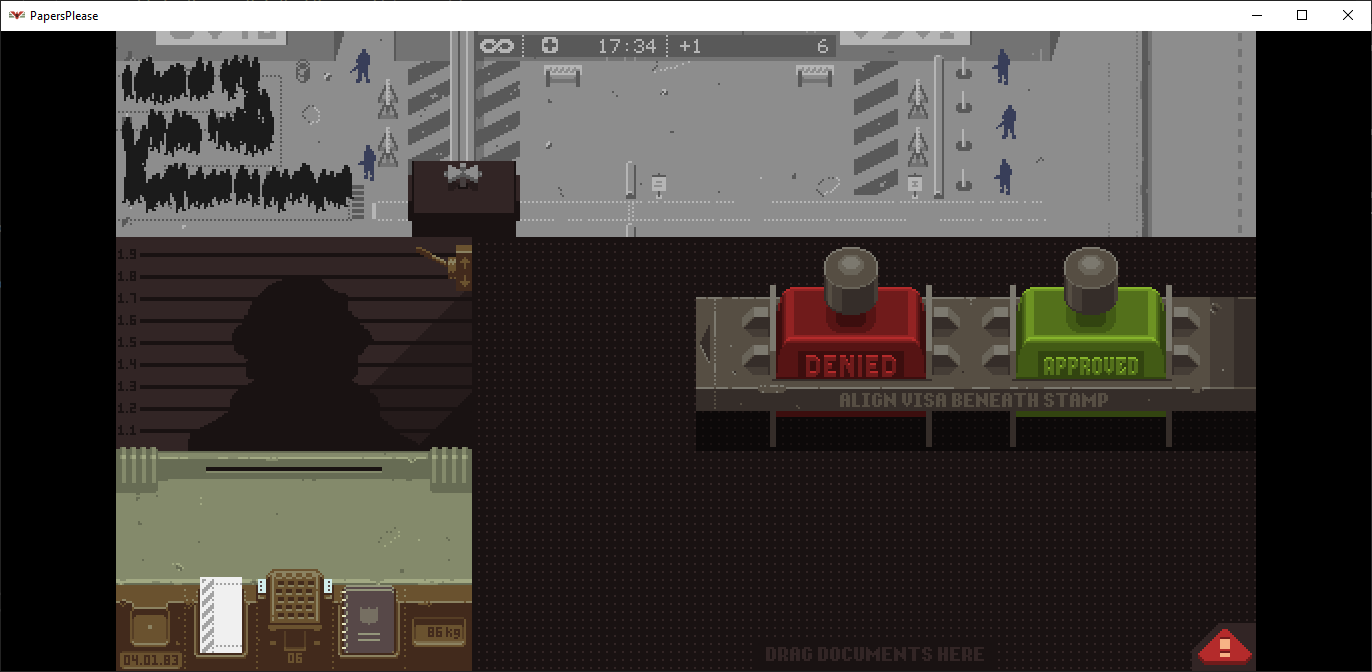 PapersPlease
17:34 +1 6
1.9
1.8
1.7
1.6
1.5
1.4
1.3
1.2
1.1
DENIED
APPROVED
ALIGN VISA BENEATH STAMP
86 kg
04.01.83
06
DRAG DOCUMENTS HERE